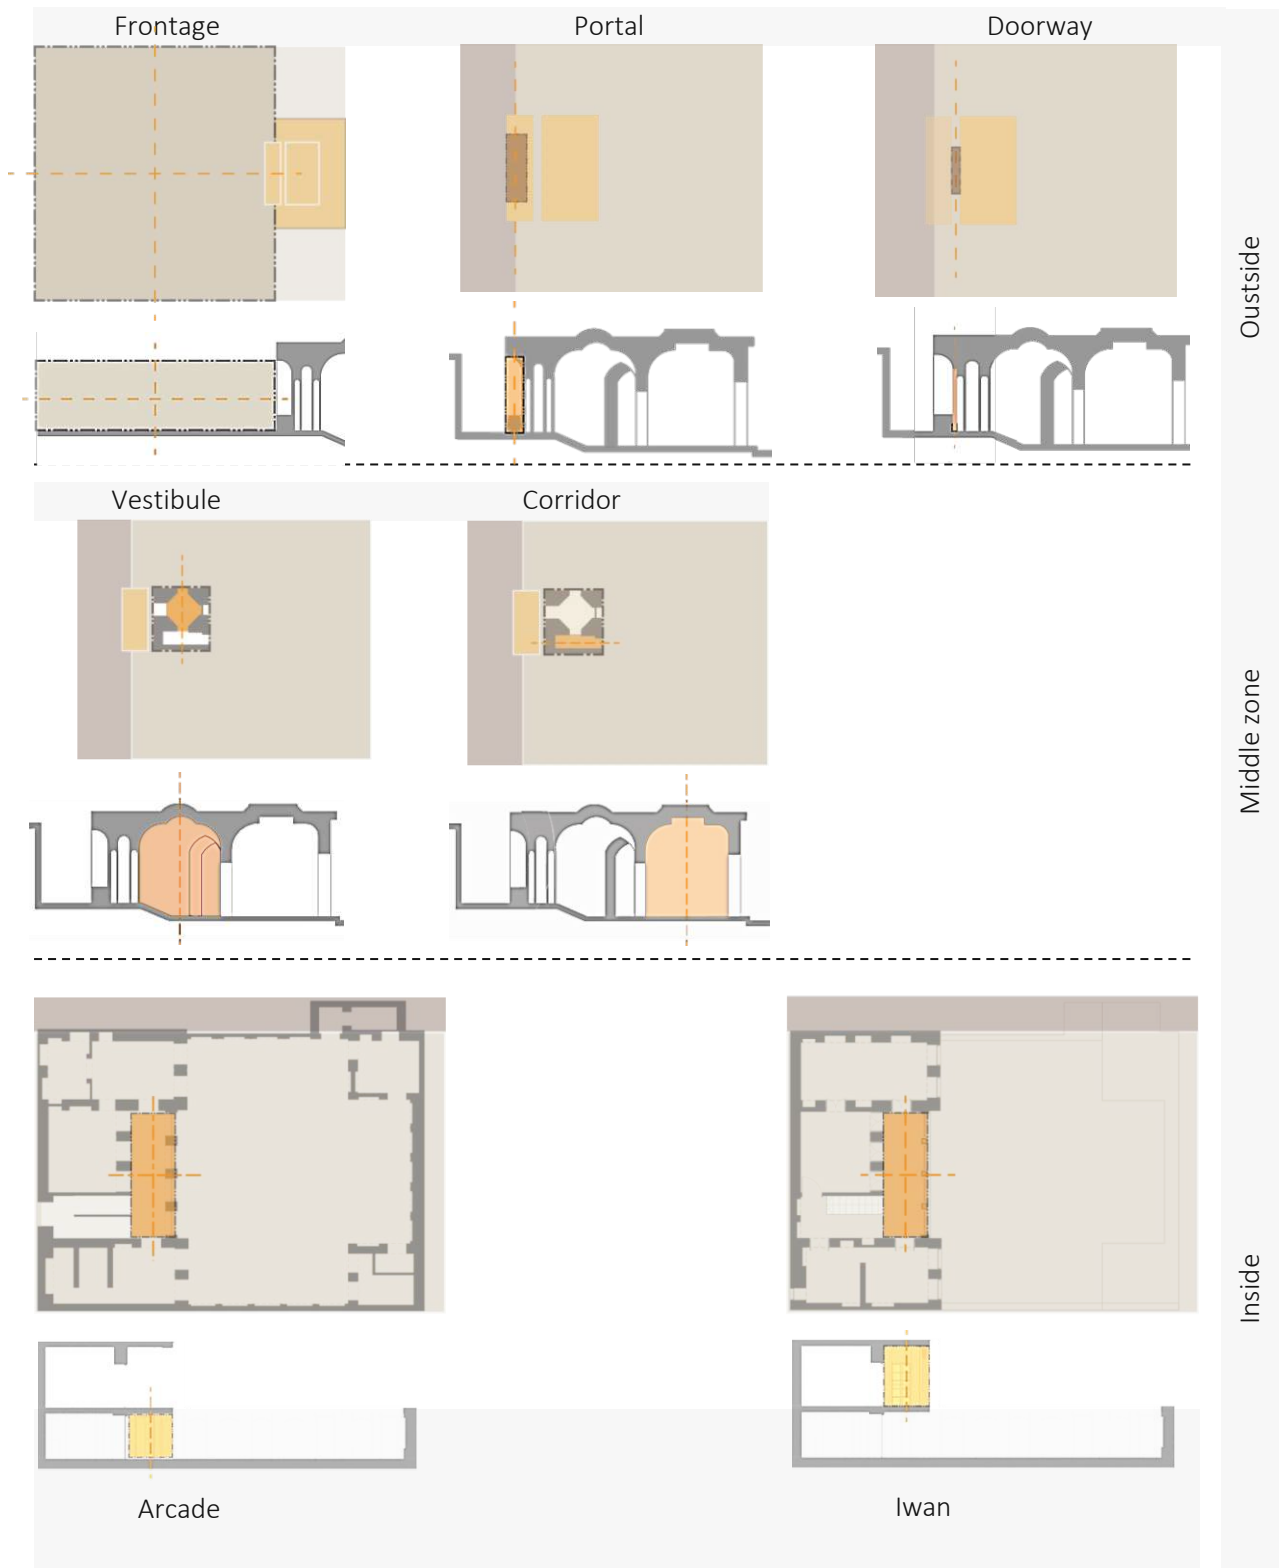 Frontage
Portal
Doorway
Oustside
Vestibule
Corridor
Middle zone
Inside
Arcade
Iwan